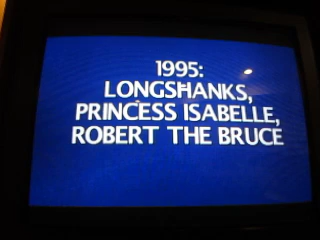 1995:
LONGSHANKS,
PRINCESS ISABELLE,
ROBERT THE BRUCE